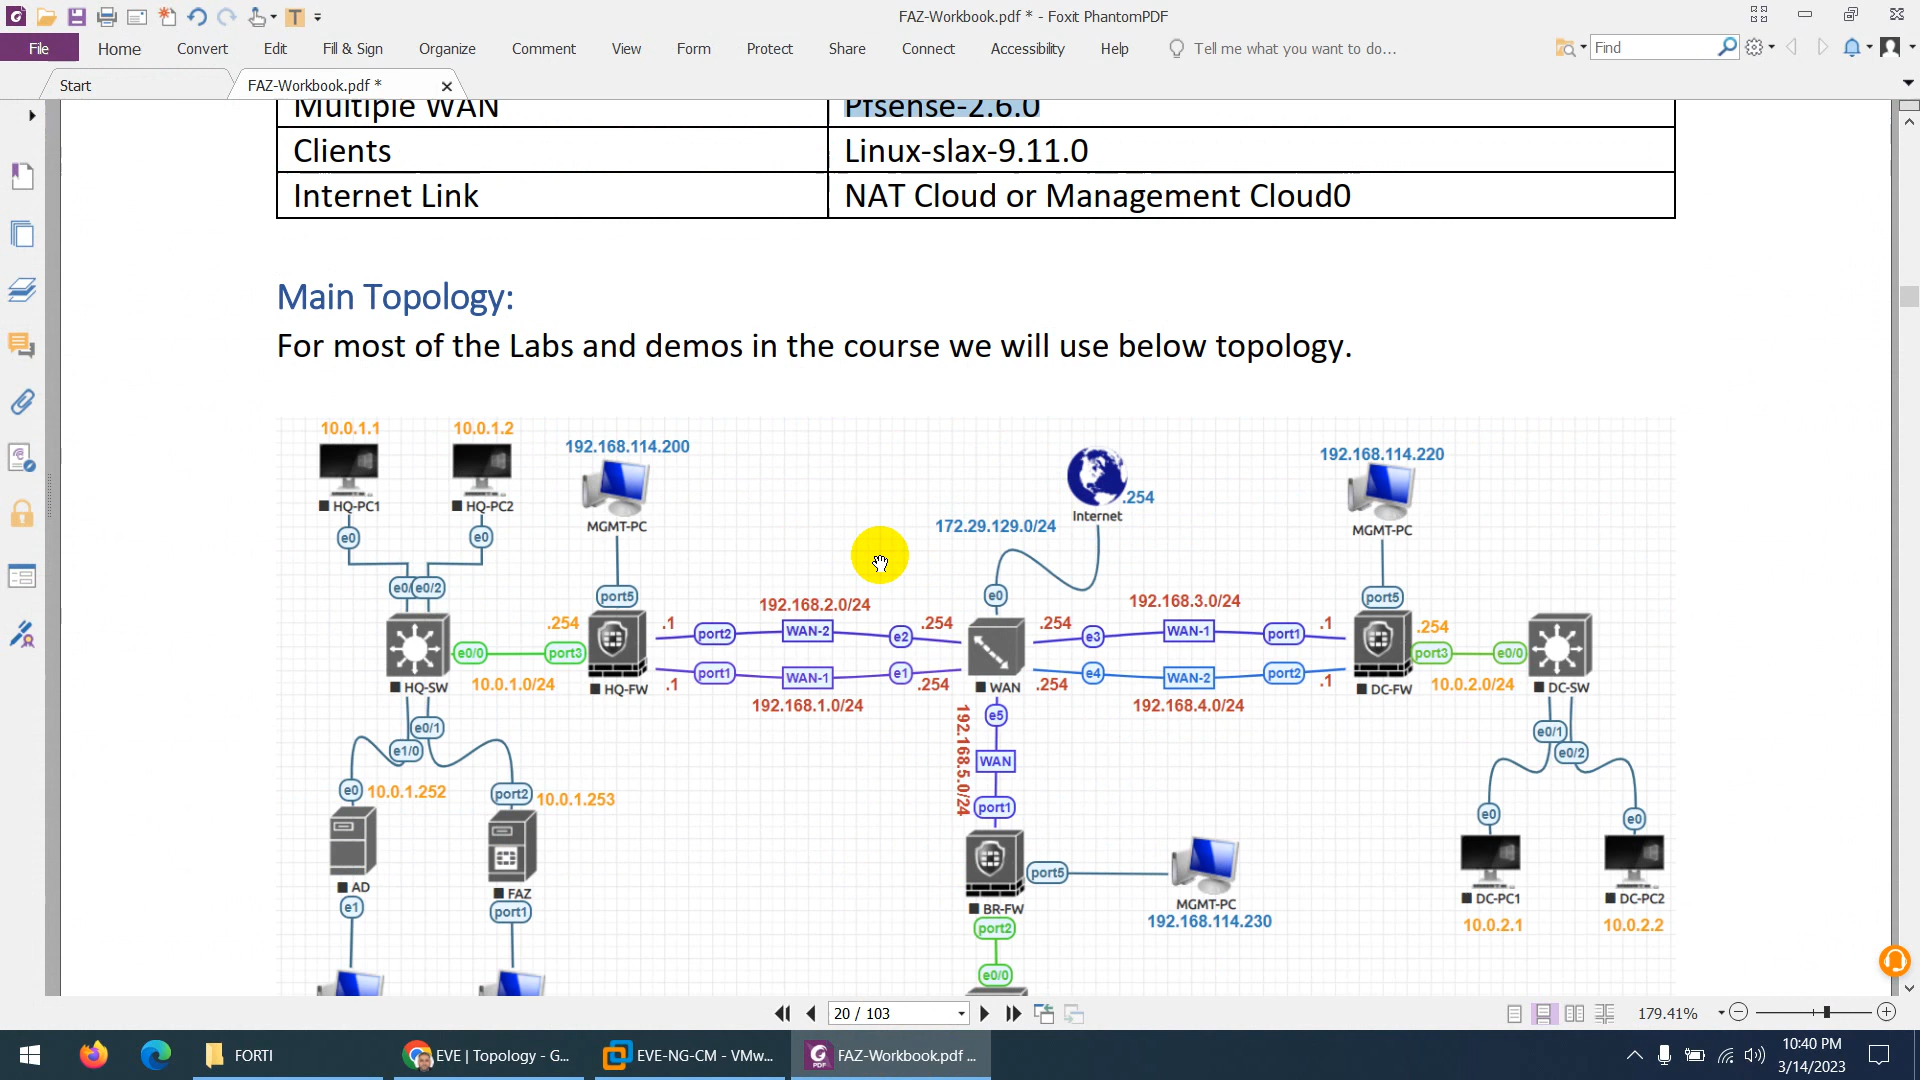 FAZ-Workbook.pdf * - Foxit PhantomPDF
File Home Convert Edit Fill & Sign Organize Comment View Form Protect Share Connect Accessibility Help Tell me what you want to do... Find
Start FAZ-Workbook.pdf *
Multiple WAN Pfsense-2.6.0
Clients Linux-slax-9.11.0
Internet Link NAT Cloud or Management Cloud0
Main Topology:
For most of the Labs and demos in the course we will use below topology.
10.0.1.1 10.0.1.2
192.168.114.200 192.168.114.220
HQ-PC1 HQ-PC2 MGMT-PC .254 MGMT-PC
Internet
172.29.129.0/24
e0 e0
e0/ e0/2 port5 e0 port5
192.168.2.0/24 192.168.3.0/24
.254 .1 .254 .254 .1 .254
port2 WAN-2 e2 e3 WAN-1 port1
e0/0 port3 port3 e0/0
port1 WAN-1 e1 e4 WAN-2 port2
HQ-SW 10.0.1.0/24 HQ-FW .1 .254 WAN .254 .1 DC-FW 10.0.2.0/24 DC-SW
192.168.1.0/24 192.168.4.0/24
e5
192.168.5.0/24
e0/1 e0/1
e1/0 e0/2
WAN
e0 10.0.1.252 port2 10.0.1.253 port1 e0 e0
port5
AD FAZ BR-FW MGMT-PC DC-PC1 DC-PC2
e1 port1 port2 192.168.114.230 10.0.2.1 10.0.2.2
e0/0
20 / 103 179.41%
FORTI EVE | Topology - G... EVE-NG-CM - VMw... FAZ-Workbook.pdf ... 10:40 PM
3/14/2023